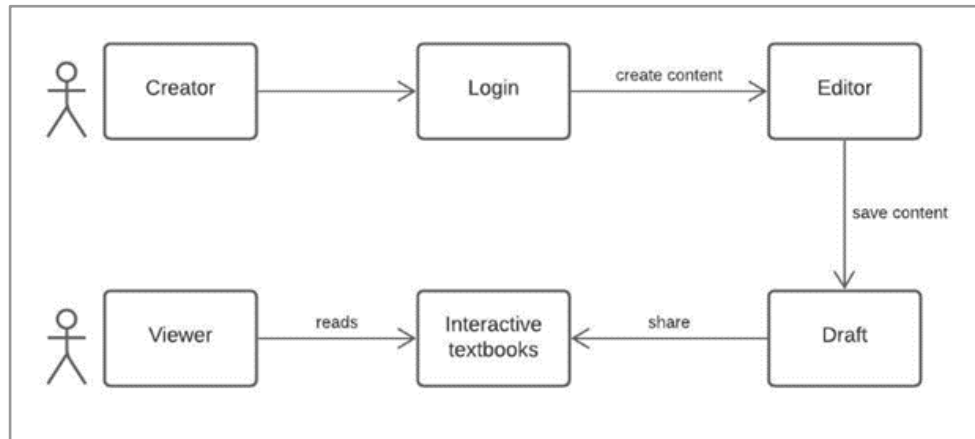 Creator
Login
create content
Editor
save content
Viewer
reads
Interactive
textbooks
share
Draft